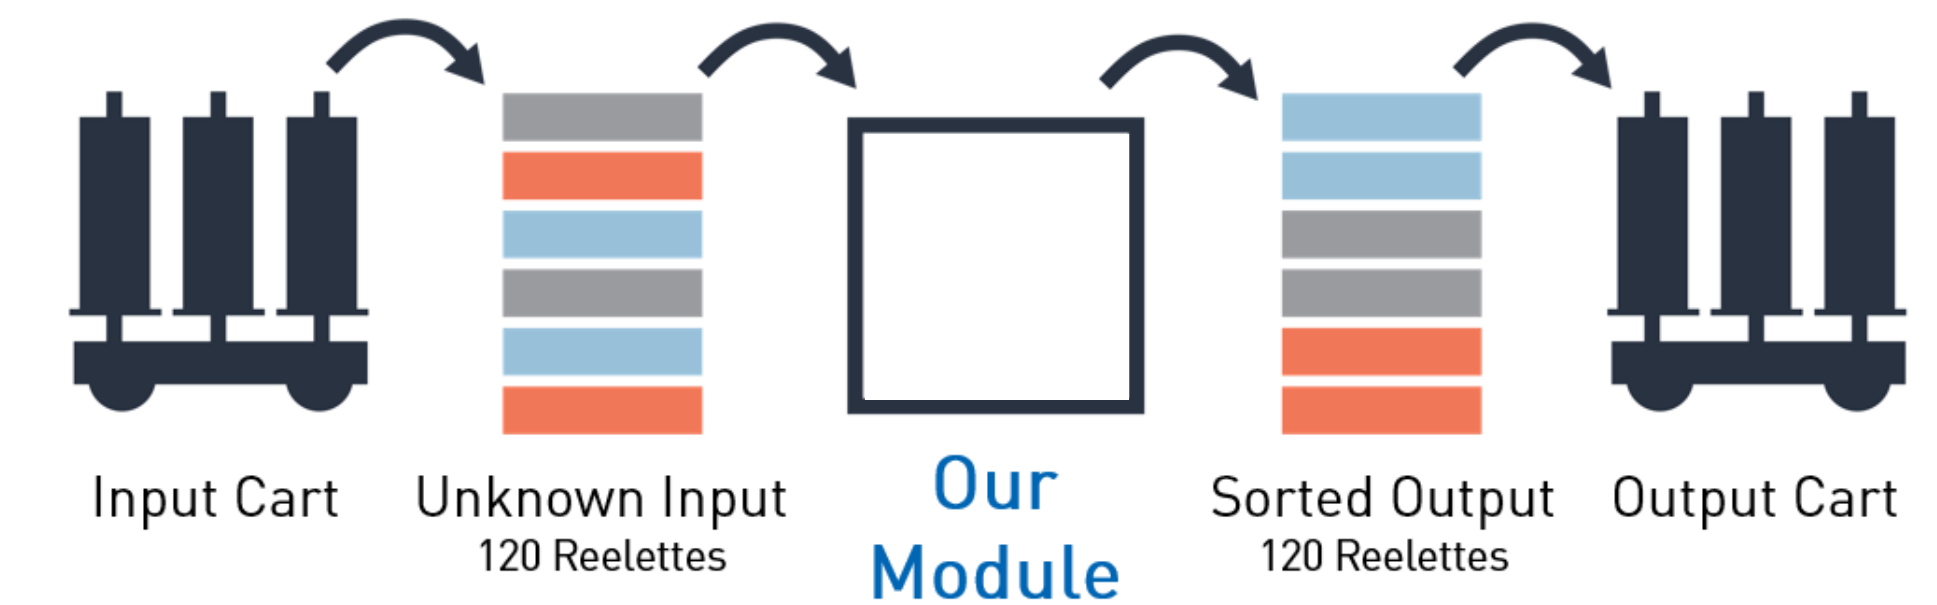 Input Cart
Unknown Input
120 Reelettes
Our
Module
Sorted Output
120 Reelettes
Output Cart